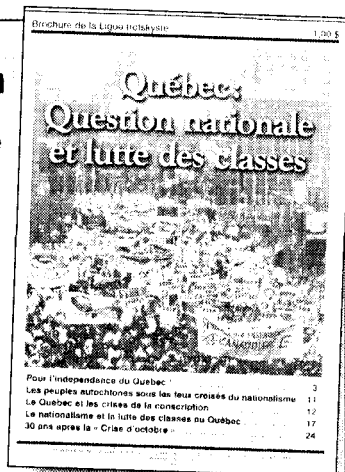 Brochure de la Ligue trotskyste 1,00 $
Québec:
Question nationale
et lutte des classes
Pour l'indépendance du Québec ! 3
Les peuples autochtones sous les feux croisés du nationalisme 11
Le Québec et les crises de la conscription 12
Le nationalisme et la lutte des classes au Québec 17
30 ans après la « Crise d'octobre » 24